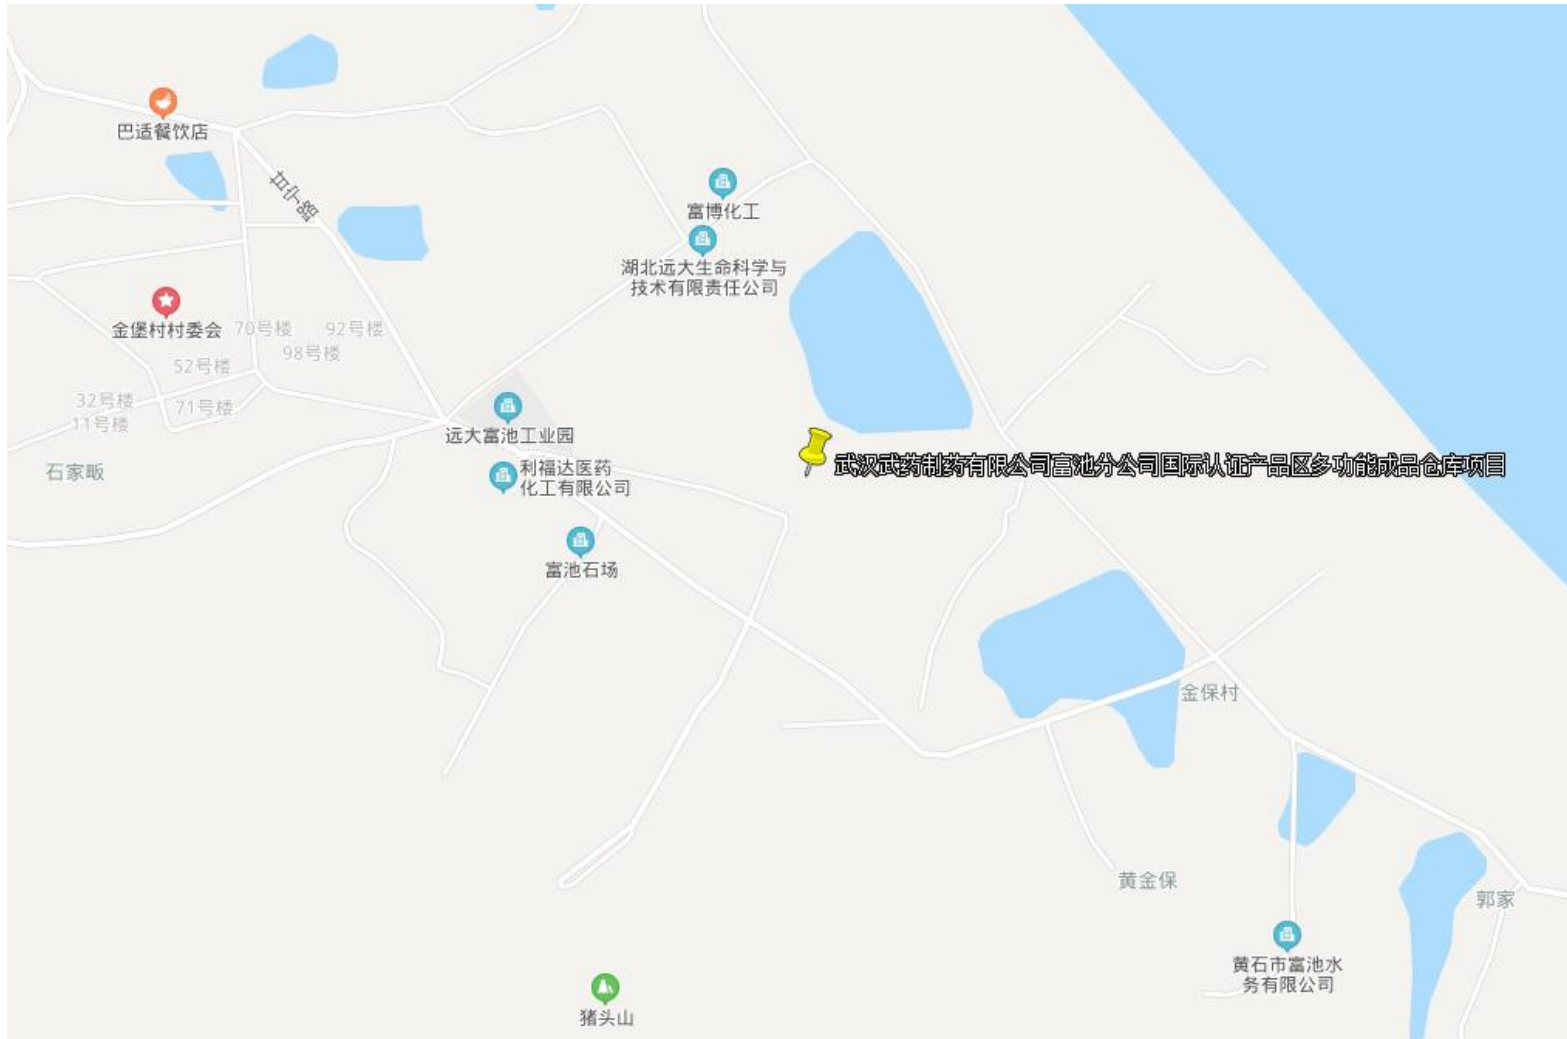 巴适餐饮店
富博化工
湖北远大生命科学与
技术有限责任公司
金堡村村委会
70号楼
92号楼
98号楼
52号楼
32号楼
71号楼
11号楼
远大富池工业园
石家畈
利福达医药
化工有限公司
武汉武药制药有限公司富池分公司国际认证产品区多功能成品仓库项目
富池石场
金保村
黄金保
郭家
黄石市富池水
务有限公司
猪头山